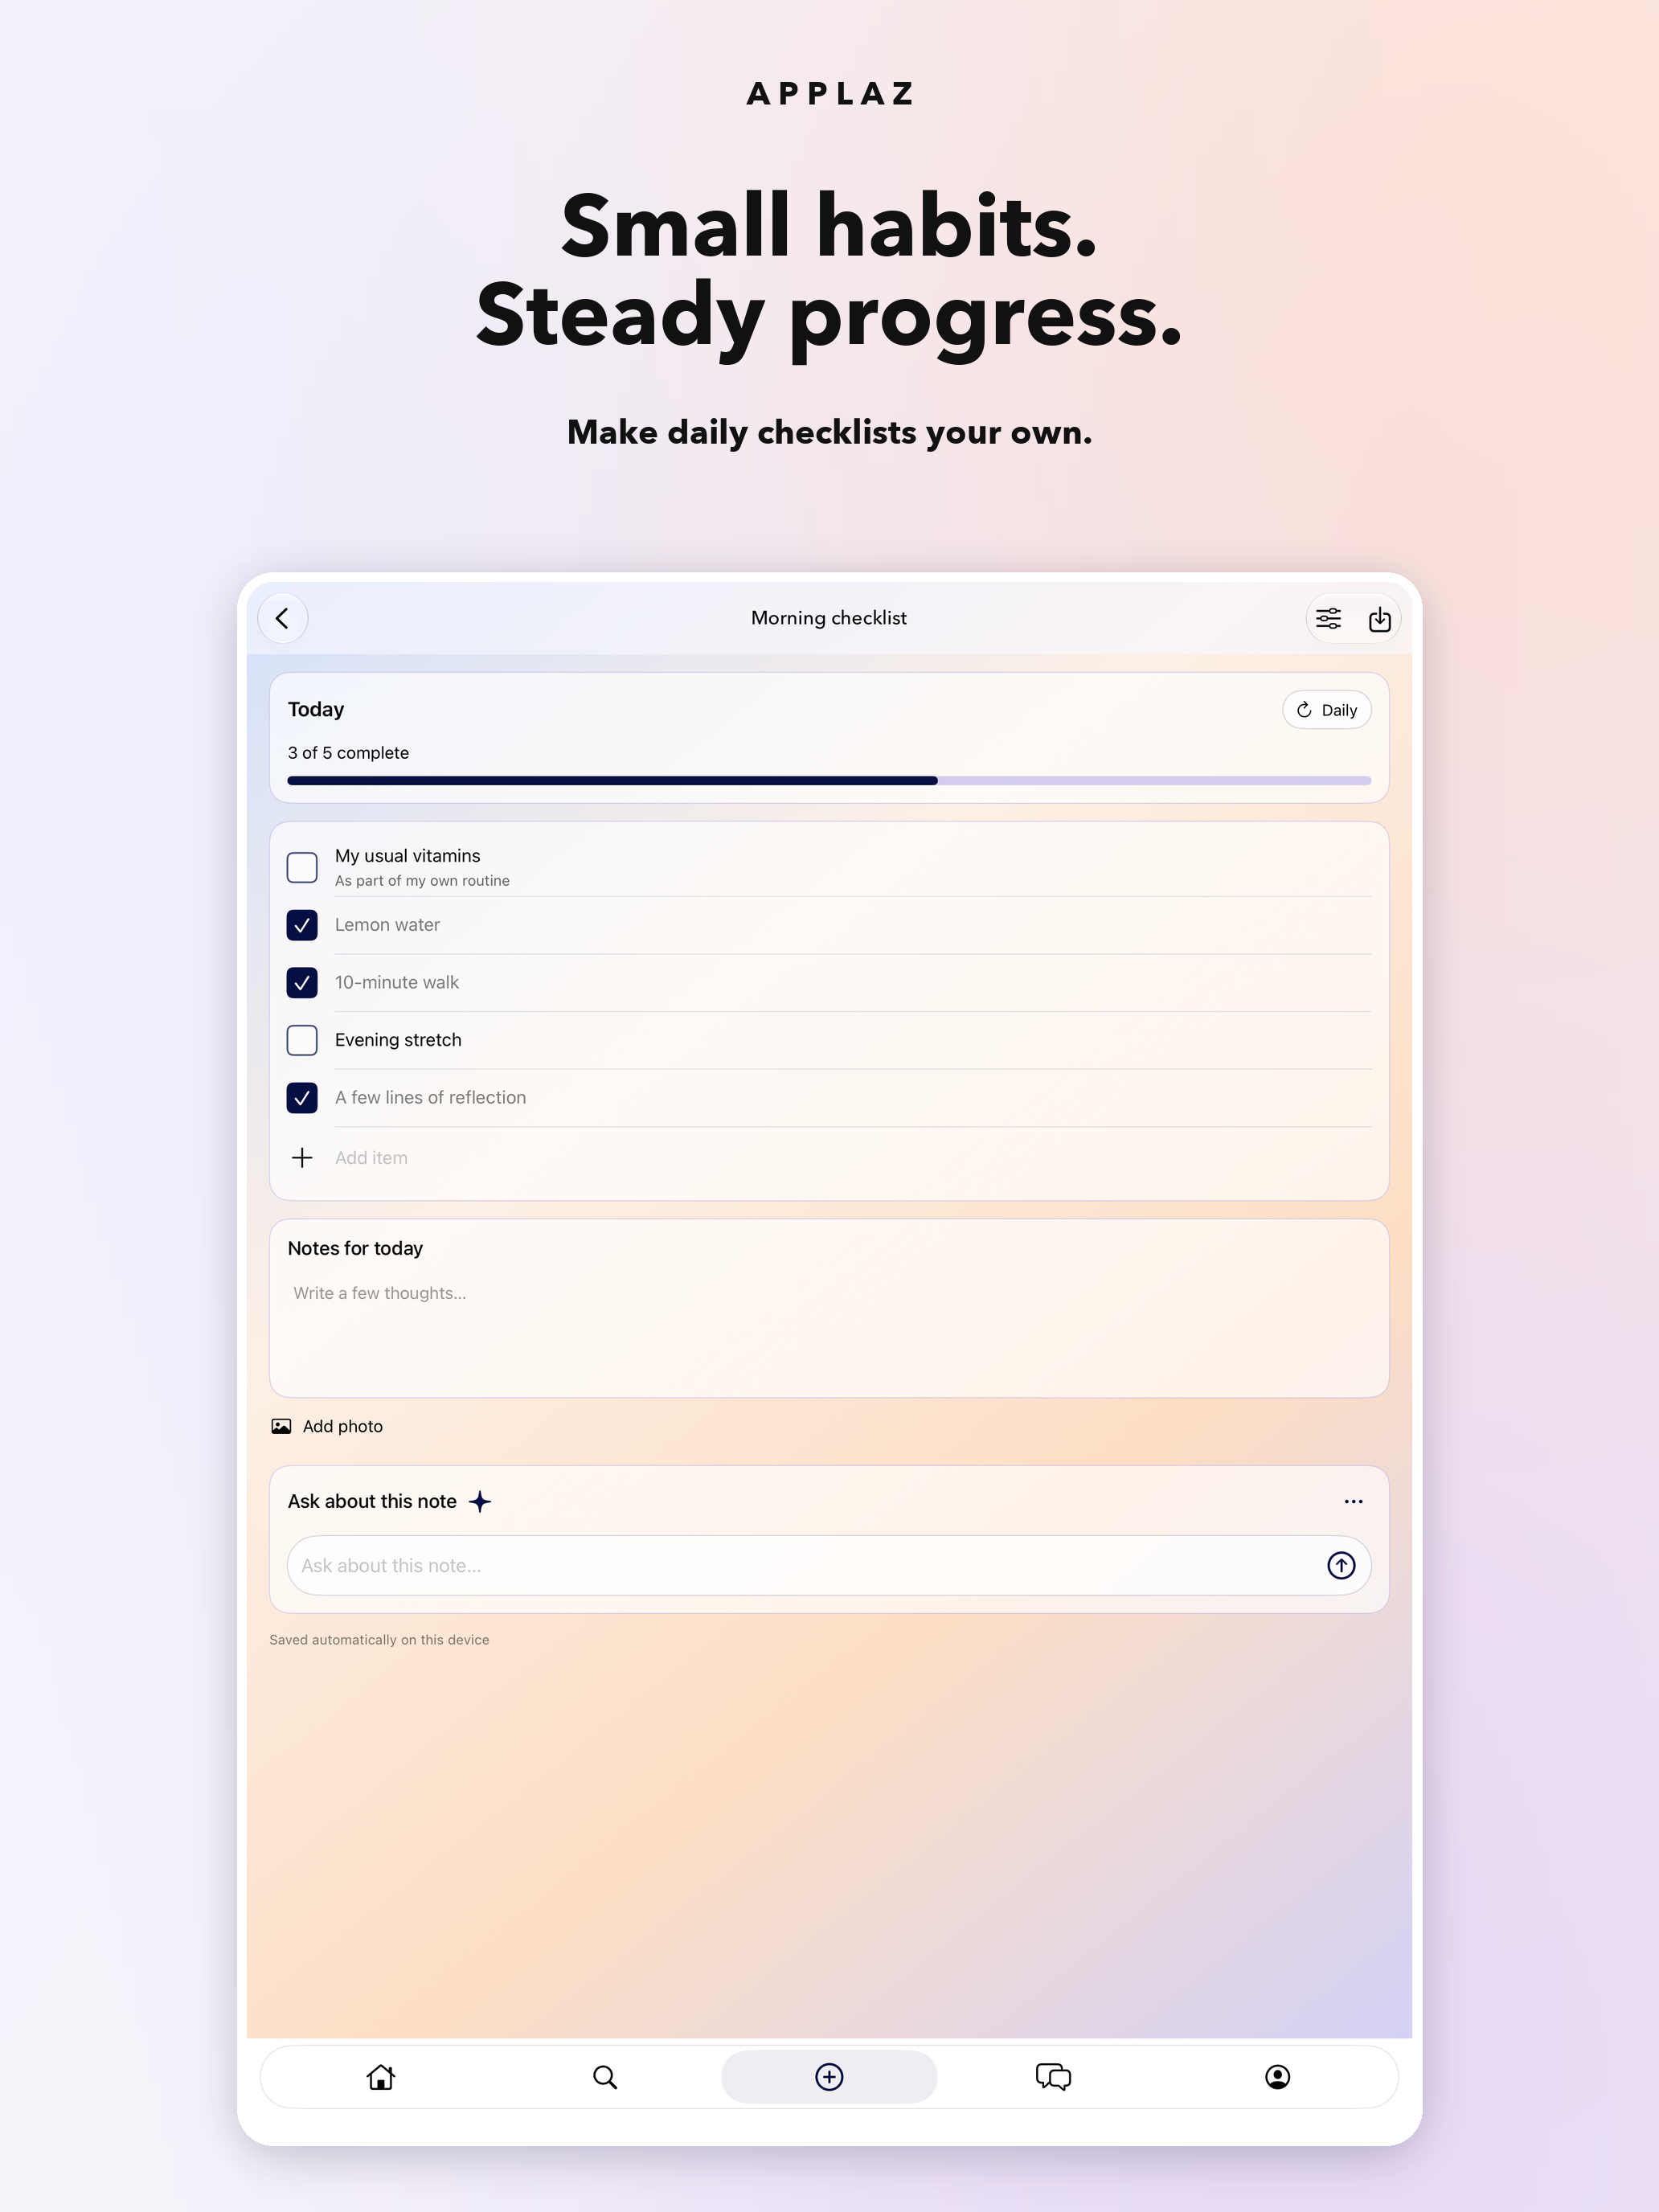 APPLAZ
Small habits.
Steady progress.
Make daily checklists your own.
Morning checklist
Today
Daily
3 of 5 complete
My usual vitamins
As part of my own routine
Lemon water
10-minute walk
Evening stretch
A few lines of reflection
Add item
Notes for today
Write a few thoughts...
Add photo
Ask about this note
Ask about this note...
Saved automatically on this device